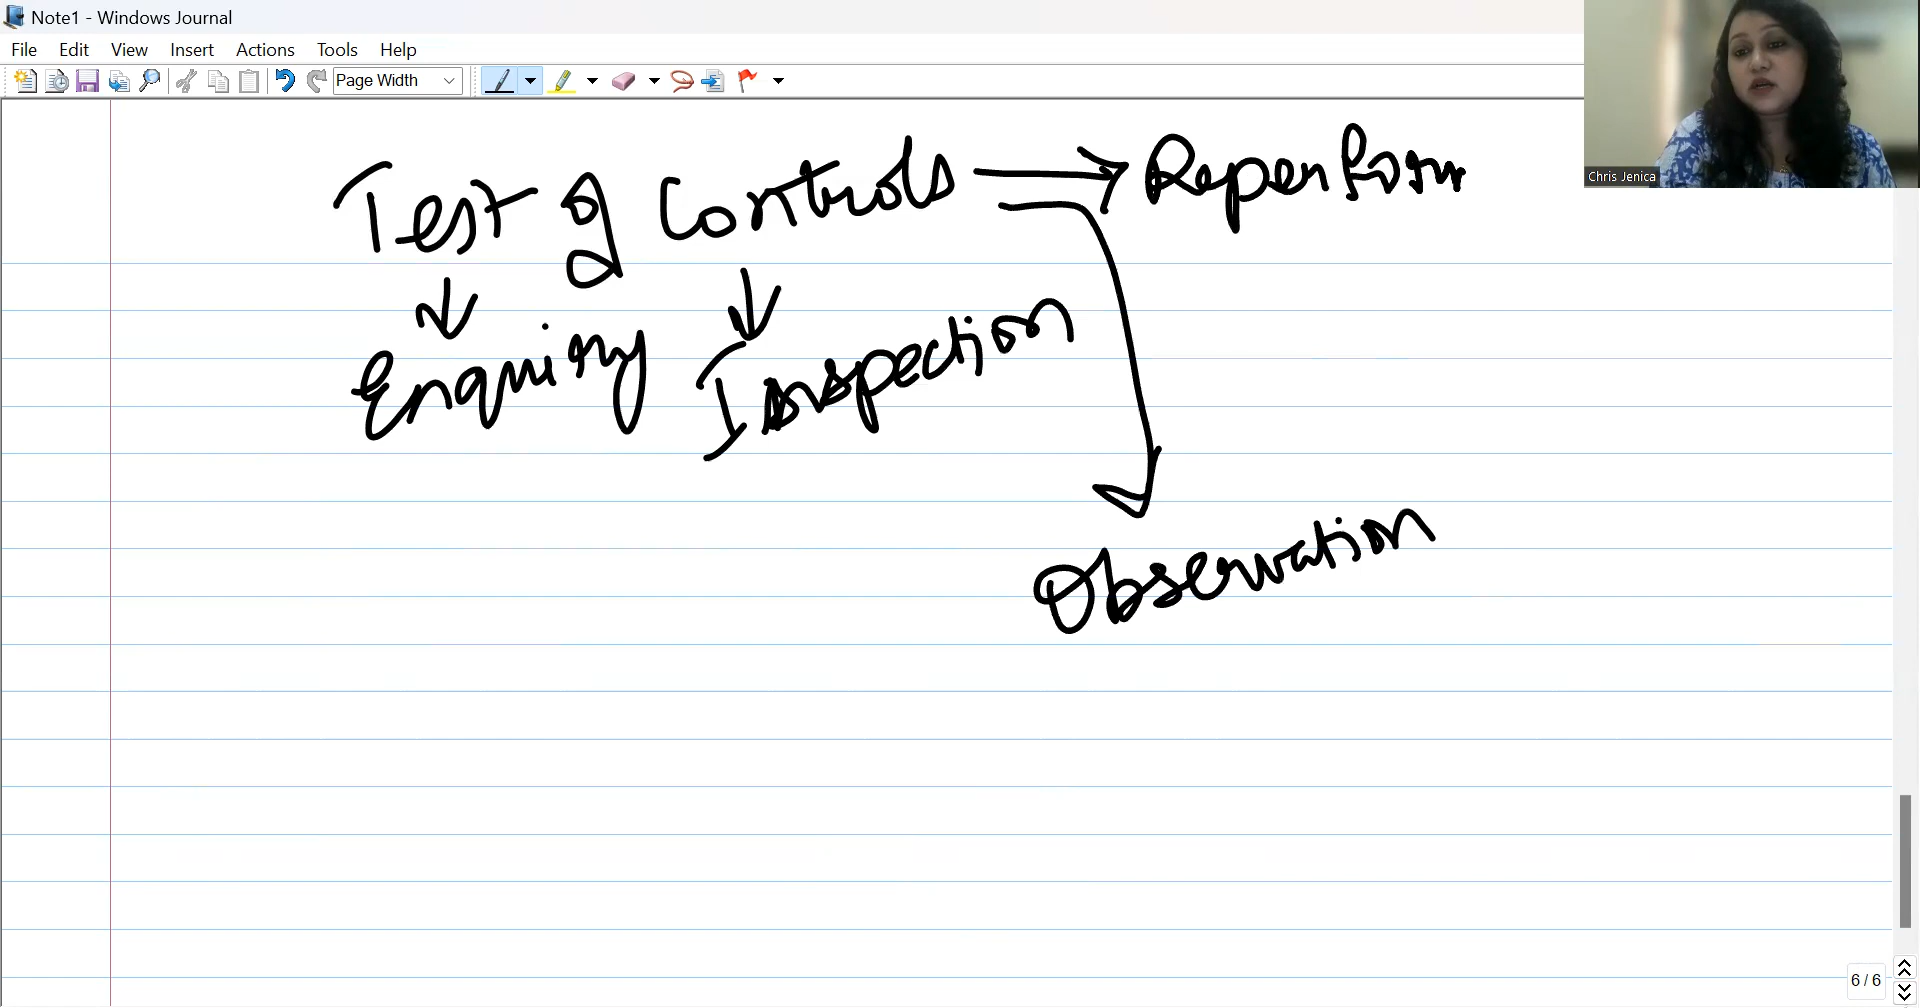 Note1 - Windows Journal
File Edit View Insert Actions Tools Help
Page Width
Chris Jenica
Test of Controls → Reperform
Enquiry Inspection
Observation
6 / 6